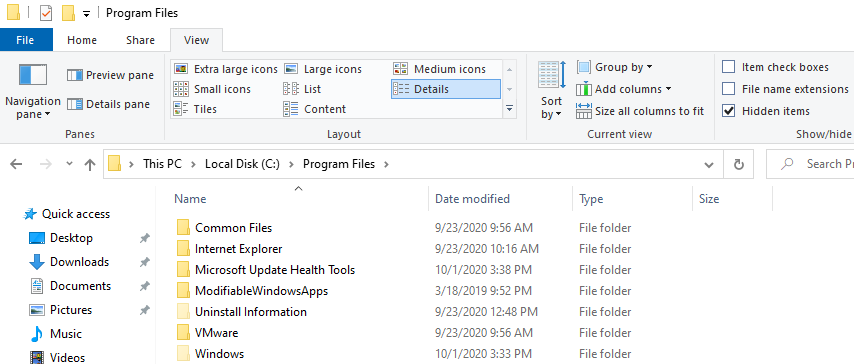 Program Files
File Home Share View
Navigation pane
Preview pane
Details pane
Panes
Extra large icons Large icons Medium icons
Small icons List Details
Tiles Content
Layout
Sort by
Group by
Add columns
Size all columns to fit
Current view
Item check boxes
File name extensions
Hidden items
Show/hide
This PC Local Disk (C:) Program Files
Search
Name Date modified Type Size
Quick access
Desktop
Downloads
Documents
Pictures
Music
Videos
Common Files 9/23/2020 9:56 AM File folder
Internet Explorer 9/23/2020 10:16 AM File folder
Microsoft Update Health Tools 10/1/2020 3:38 PM File folder
ModifiableWindowsApps 3/18/2019 9:52 PM File folder
Uninstall Information 9/23/2020 12:48 PM File folder
VMware 9/23/2020 9:56 AM File folder
Windows 10/1/2020 3:33 PM File folder